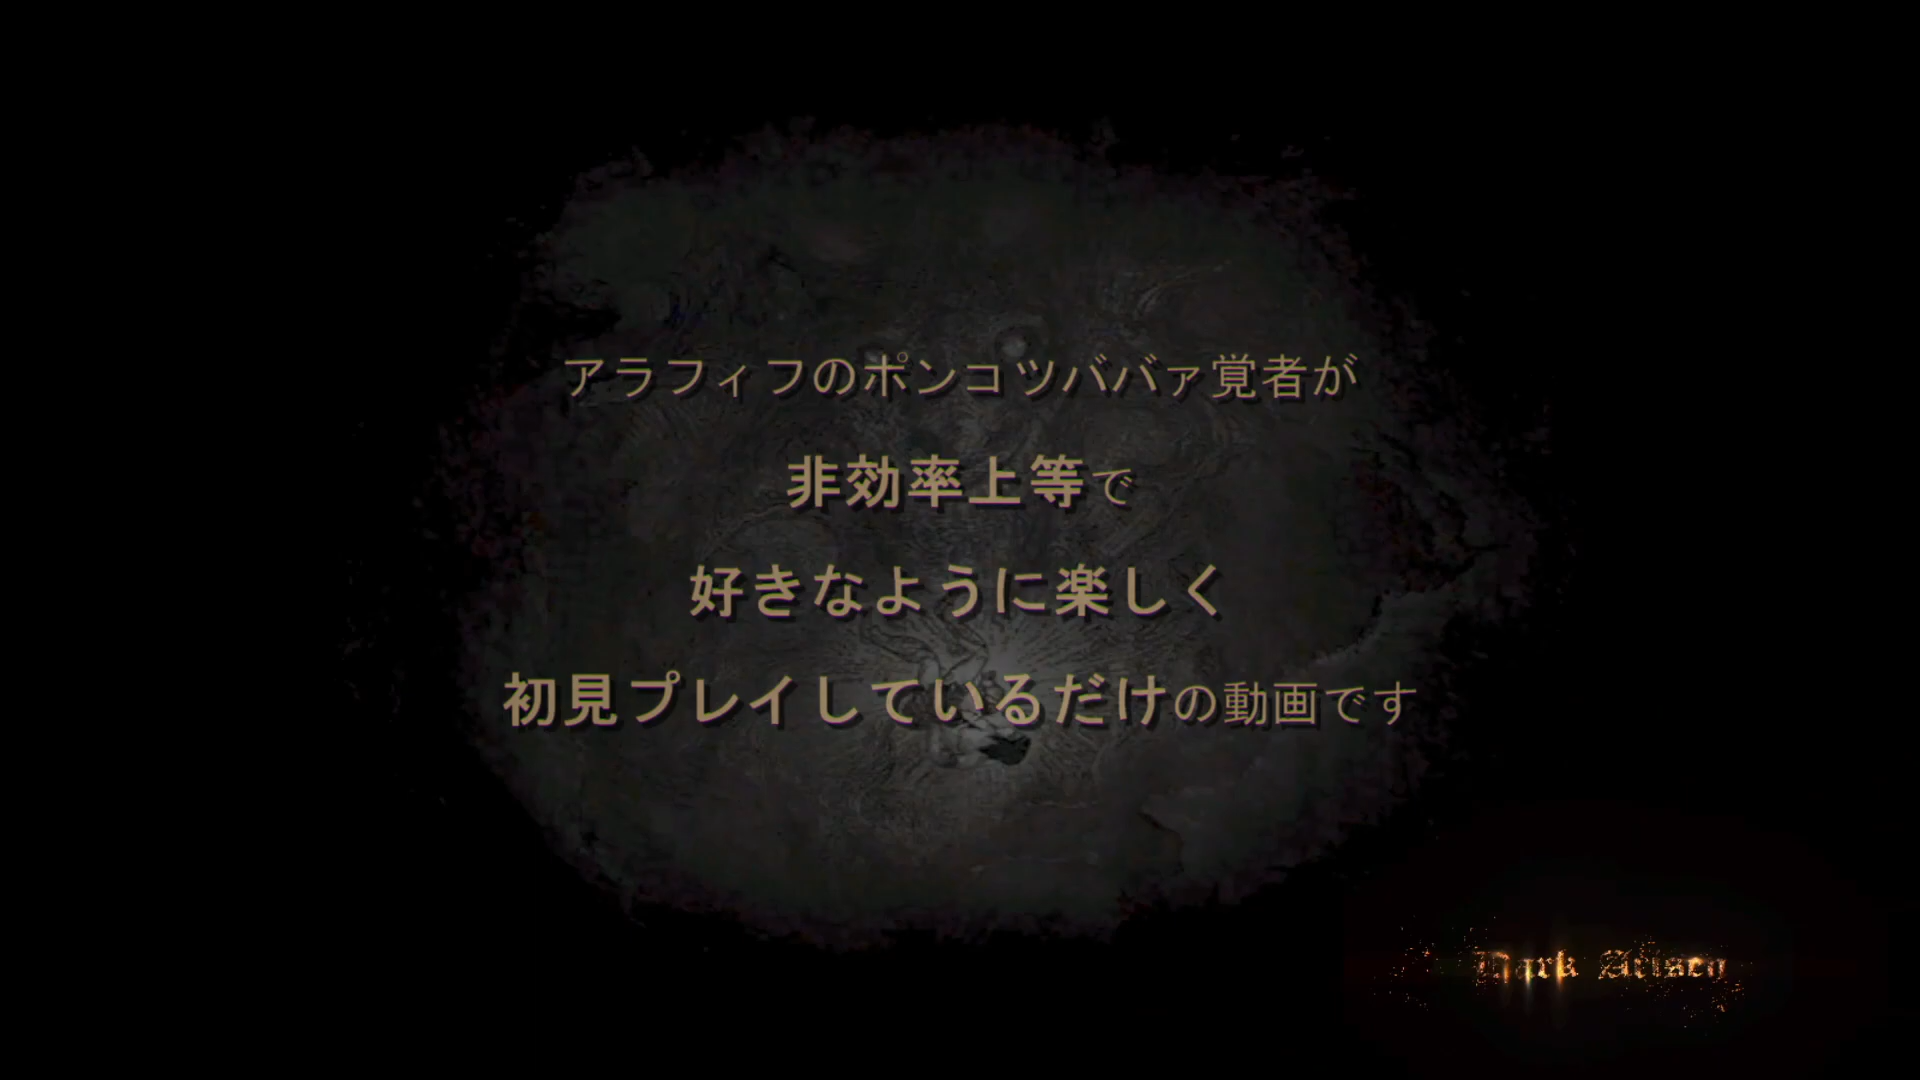 アラフィフのポンコツババァ覚者が
非効率上等で
好きなように楽しく
初見プレイしているだけの動画です
Dark Arisen